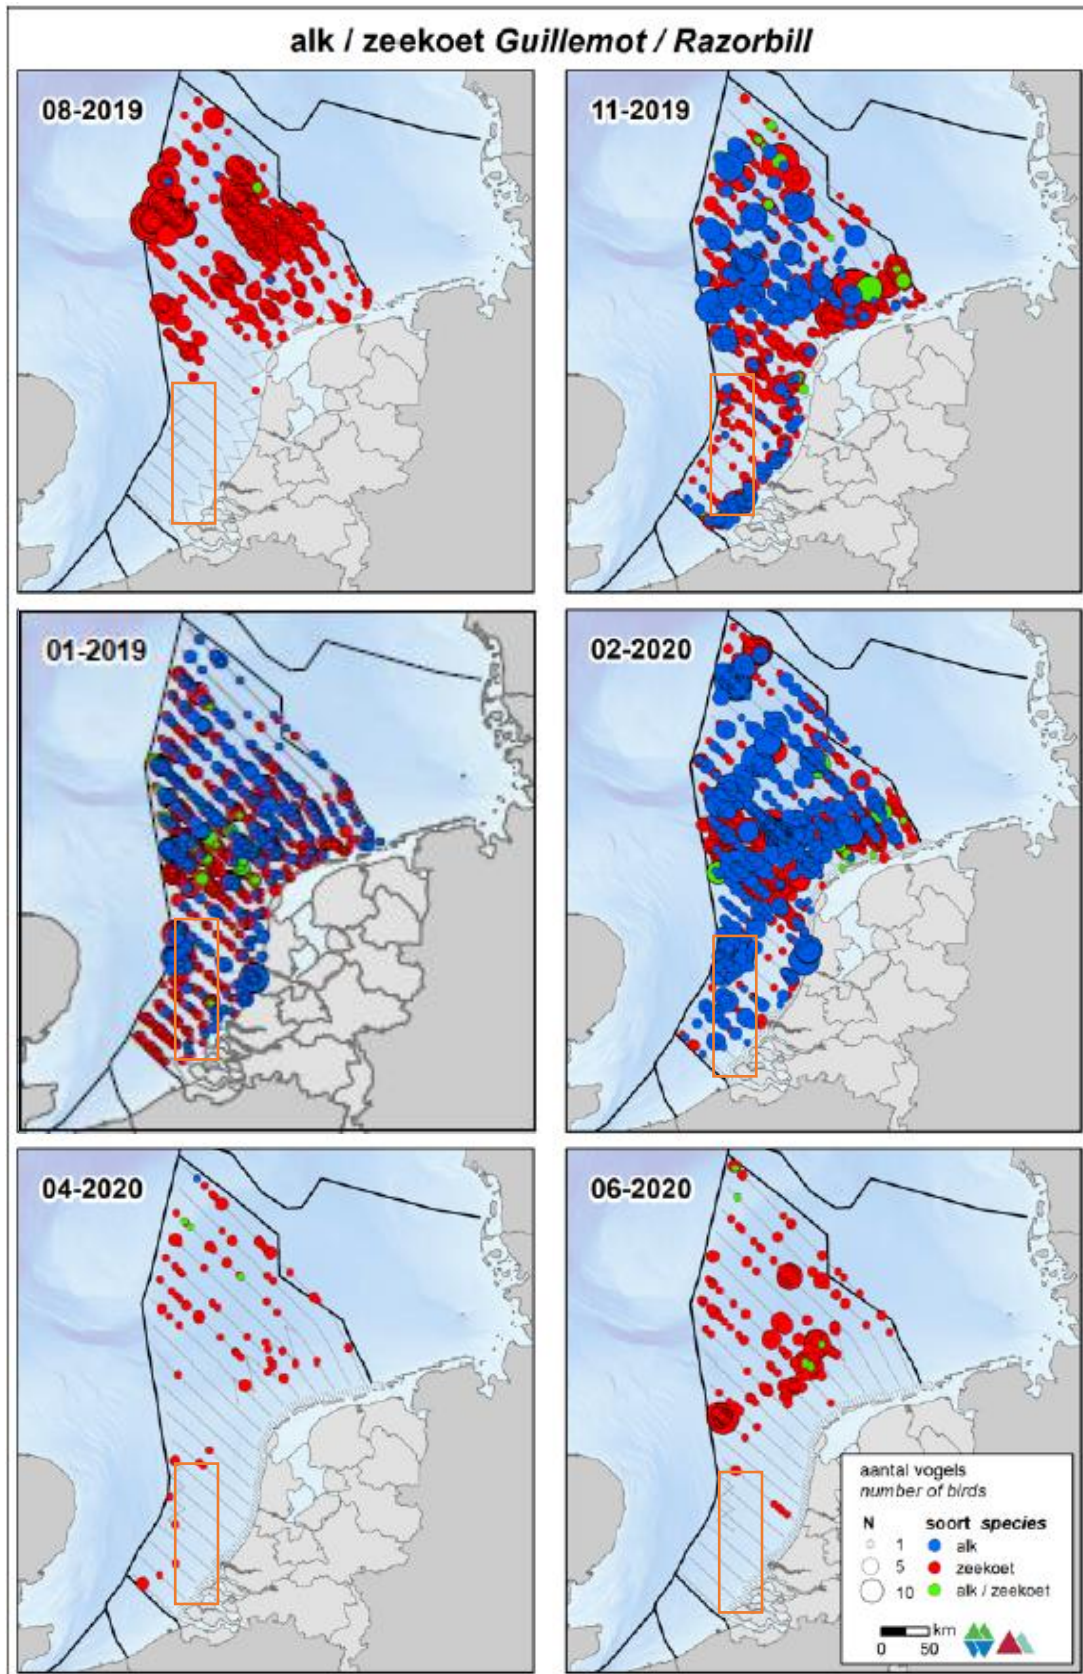 alk / zeekoet Guillemot / Razorbill
08-2019
11-2019
01-2019
02-2020
04-2020
06-2020
aantal vogels
number of birds
N soort species
1 alk
5 zeekoet
10 alk / zeekoet
km
0 50